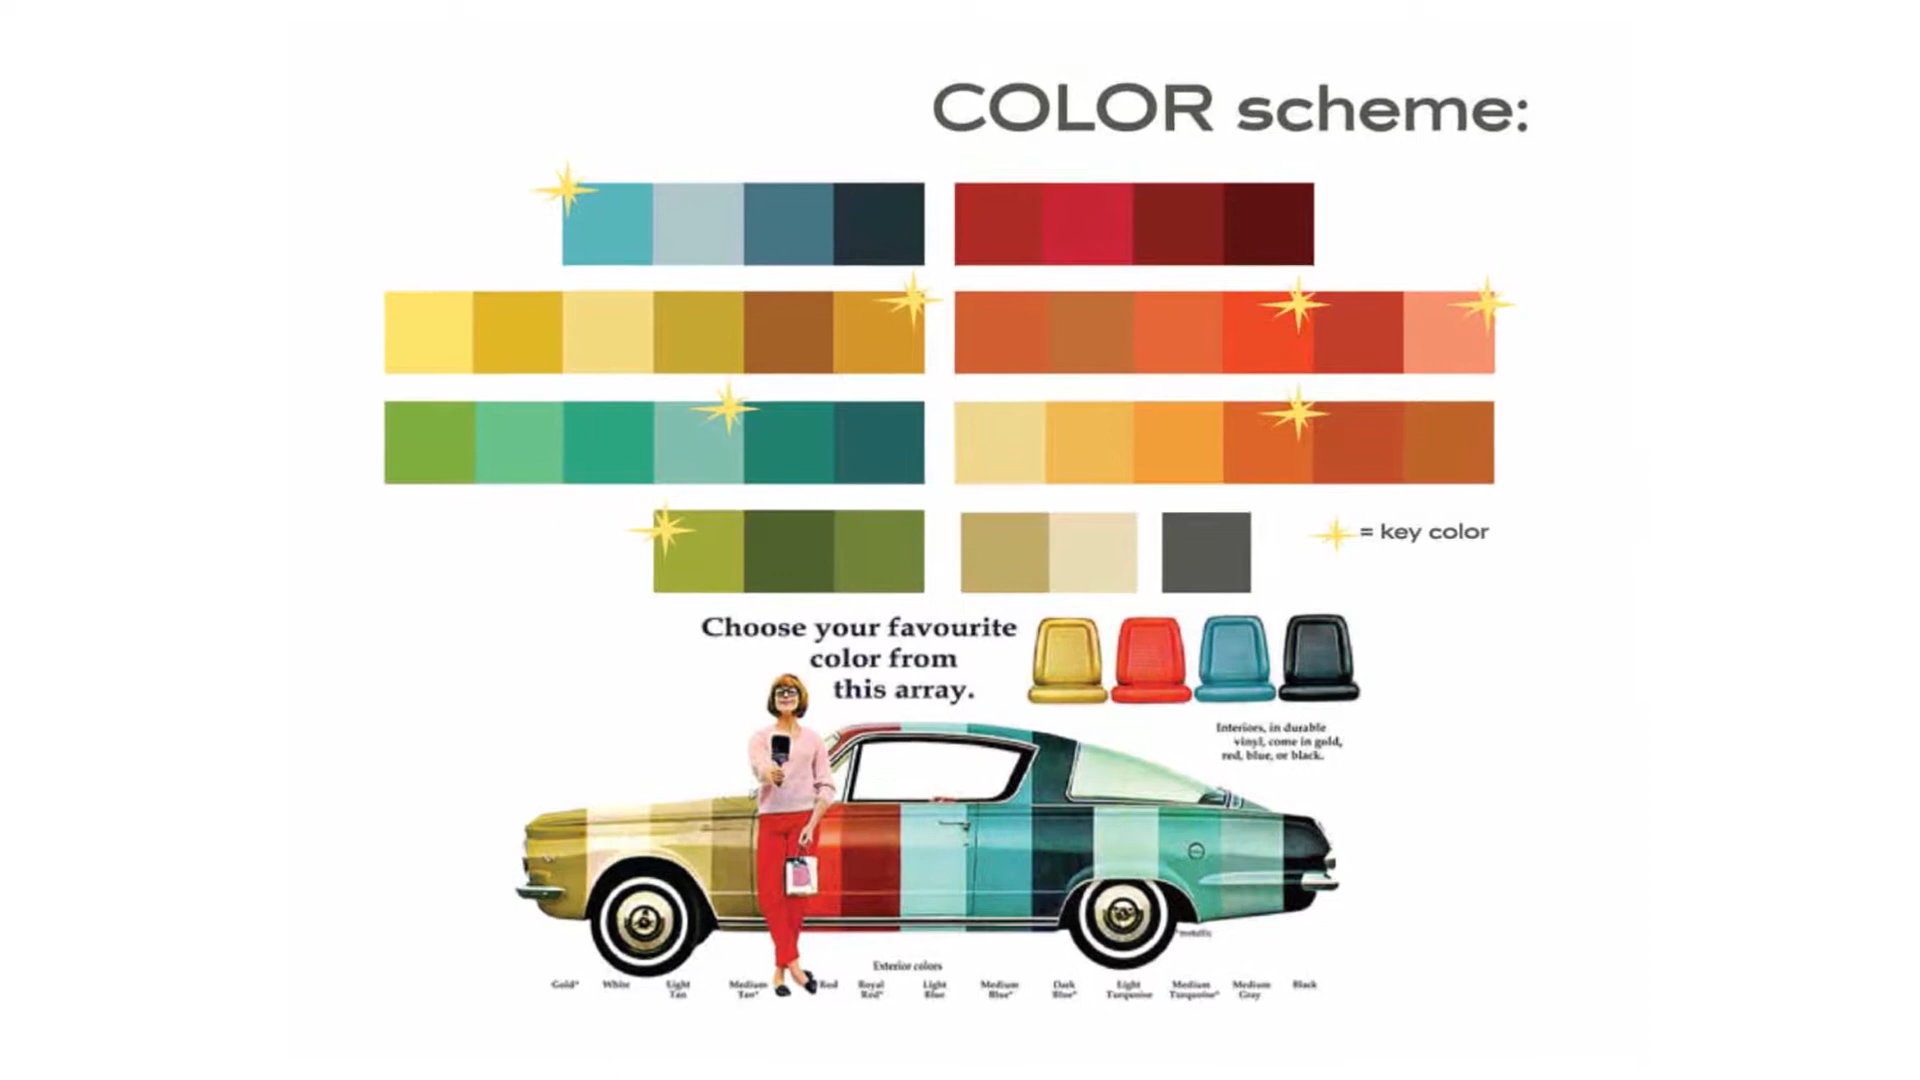 COLOR scheme:
= key color
Choose your favourite
color from
this array.
Interiors, in durable
vinyl, come in gold,
red, blue, or black.
*metallic
Exterior colors
Gold*
White
Light
Tan
Medium
Tan*
Red
Royal
Red*
Light
Blue
Medium
Blue*
Dark
Blue*
Light
Turquoise
Medium
Turquoise*
Medium
Gray
Black